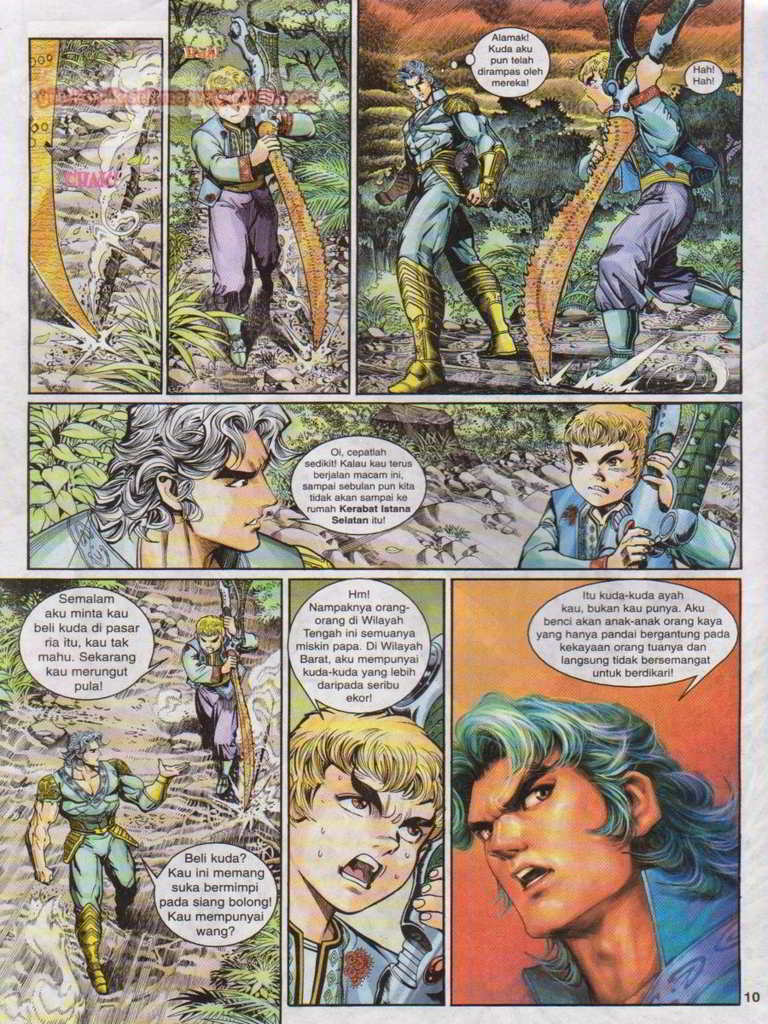 CHAK!
Alamak!
Kuda aku
pun telah
dirampas oleh
mereka!
Hah!
Hah!
Oi, cepatlah
sedikit! Kalau kau terus
berjalan macam ini,
sampai sebulan pun kita
tidak akan sampai ke
rumah Kerabat Istana
Selatan itu!
Semalam
aku minta kau
beli kuda di pasar
ria itu, kau tak
mahu. Sekarang
kau merungut
pula!
Beli kuda?
Kau ini memang
suka bermimpi
pada siang bolong!
Kau mempunyai
wang?
Hm!
Nampaknya orang-
orang di Wilayah
Tengah ini semuanya
miskin papa. Di Wilayah
Barat, aku mempunyai
kuda-kuda yang lebih
daripada seribu
ekor!
Itu kuda-kuda ayah
kau, bukan kau punya. Aku
benci akan anak-anak orang kaya
yang hanya pandai bergantung pada
kekayaan orang tuanya dan
langsung tidak bersemangat
untuk berdikari!
10